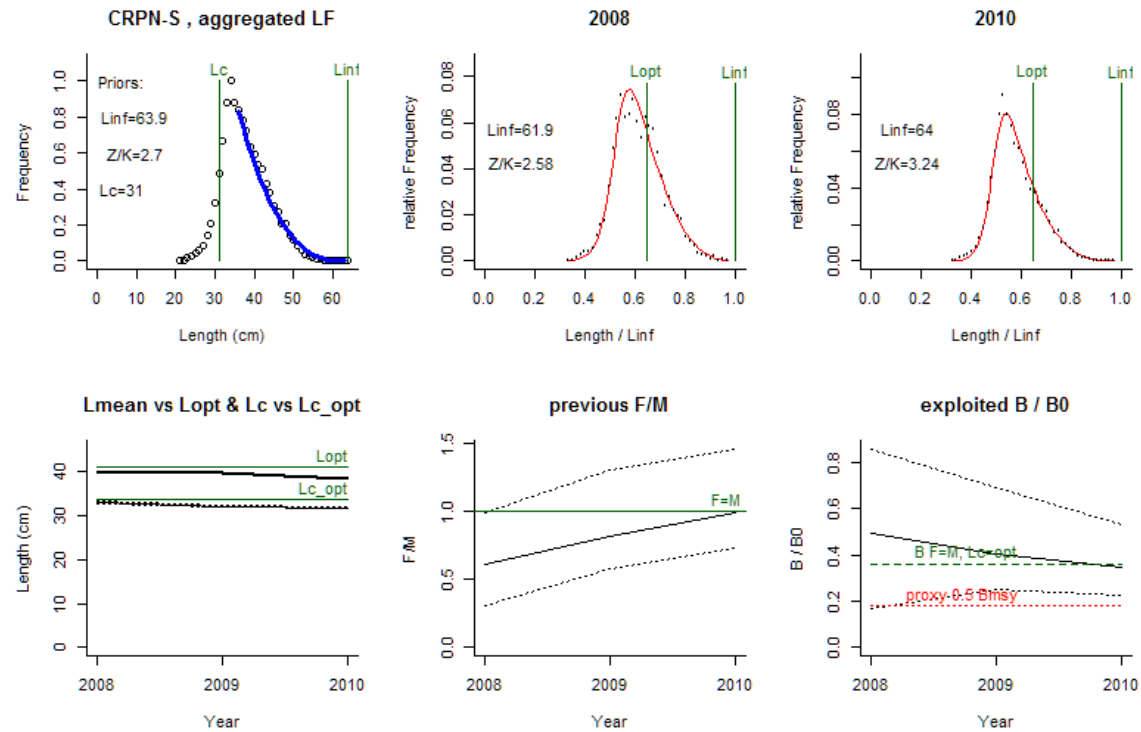 CRPN-S , aggregated LF
Frequency
0.0 0.2 0.4 0.6 0.8 1.0
Priors:
Linf=63.9
Z/K=2.7
Lc=31
Lc
Linf
0 10 20 30 40 50 60
Length (cm)
2008
relative Frequency
0.00 0.02 0.04 0.06 0.08
Linf=61.9
Z/K=2.58
Lopt
Linf
0.0 0.2 0.4 0.6 0.8 1.0
Length / Linf
2010
relative Frequency
0.00 0.04 0.08
Linf=64
Z/K=3.24
Lopt
Linf
0.0 0.2 0.4 0.6 0.8 1.0
Length / Linf
Lmean vs Lopt & Lc vs Lc_opt
Length (cm)
0 10 20 30 40
Lopt
Lc_opt
2008 2009 2010
Year
previous F/M
F/M
0.0 0.5 1.0 1.5
F=M
2008 2009 2010
Year
exploited B / B0
B / B0
0.0 0.2 0.4 0.6 0.8
B F=M, Lc=opt
proxy 0.5 Bmsy
2008 2009 2010
Year